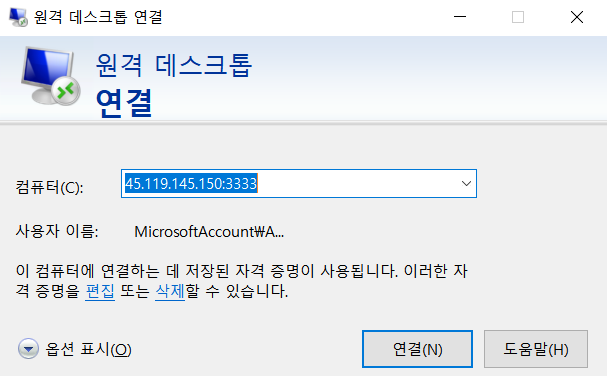 원격 데스크톱 연결
원격 데스크톱
연결
컴퓨터(C): 45.119.145.150:3333
사용자 이름: MicrosoftAccount₩A...
이 컴퓨터에 연결하는 데 저장된 자격 증명이 사용됩니다. 이러한 자
격 증명을 편집 또는 삭제할 수 있습니다.
옵션 표시(O) 연결(N) 도움말(H)